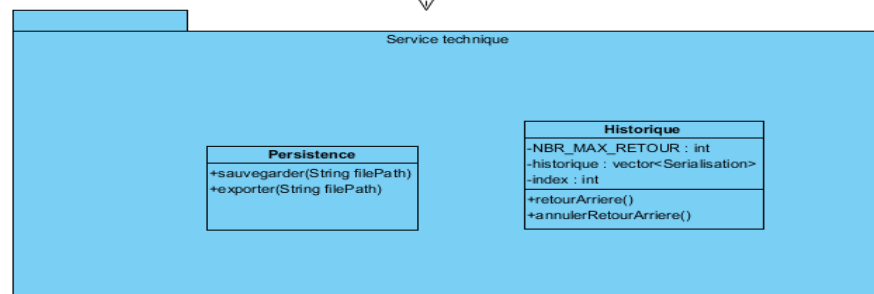 Service technique
Persistence
+sauvegarder(String filePath)
+exporter(String filePath)
Historique
-NBR_MAX_RETOUR : int
-historique : vector<Serialisation>
-index : int
+retourArriere()
+annulerRetourArriere()